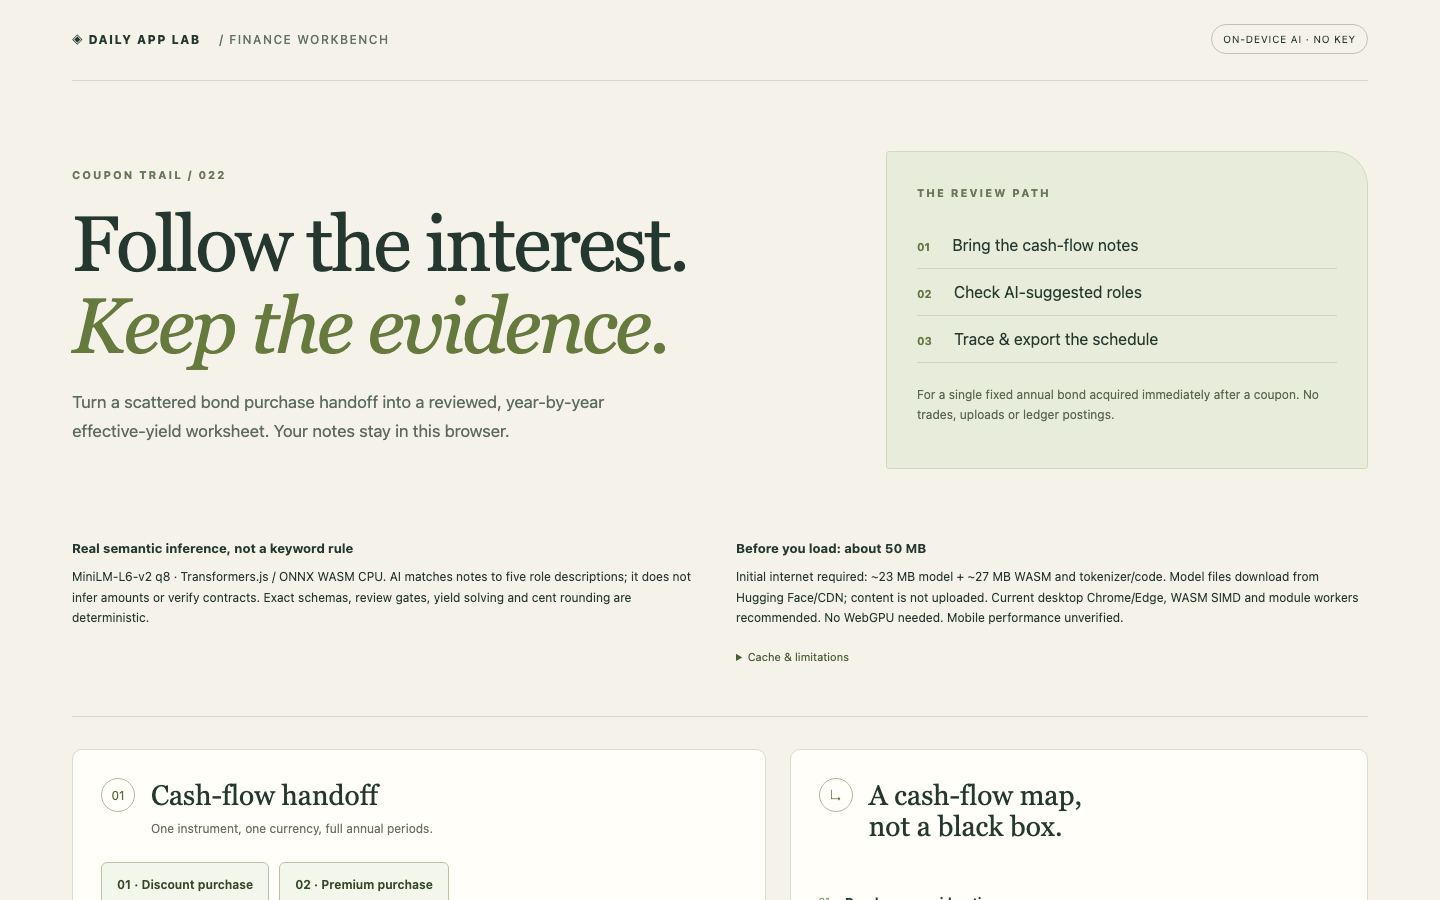 ◈ DAILY APP LAB / FINANCE WORKBENCH
ON-DEVICE AI · NO KEY
COUPON TRAIL / 022
Follow the interest.
Keep the evidence.
Turn a scattered bond purchase handoff into a reviewed, year-by-year
effective-yield worksheet. Your notes stay in this browser.
THE REVIEW PATH
01 Bring the cash-flow notes
02 Check AI-suggested roles
03 Trace & export the schedule
For a single fixed annual bond acquired immediately after a coupon. No
trades, uploads or ledger postings.
Real semantic inference, not a keyword rule
MiniLM-L6-v2 q8 · Transformers.js / ONNX WASM CPU. AI matches notes to five role descriptions; it does not
infer amounts or verify contracts. Exact schemas, review gates, yield solving and cent rounding are
deterministic.
Before you load: about 50 MB
Initial internet required: ~23 MB model + ~27 MB WASM and tokenizer/code. Model files download from
Hugging Face/CDN; content is not uploaded. Current desktop Chrome/Edge, WASM SIMD and module workers
recommended. No WebGPU needed. Mobile performance unverified.
▶ Cache & limitations
01 Cash-flow handoff
One instrument, one currency, full annual periods.
01 · Discount purchase
02 · Premium purchase
A cash-flow map,
not a black box.